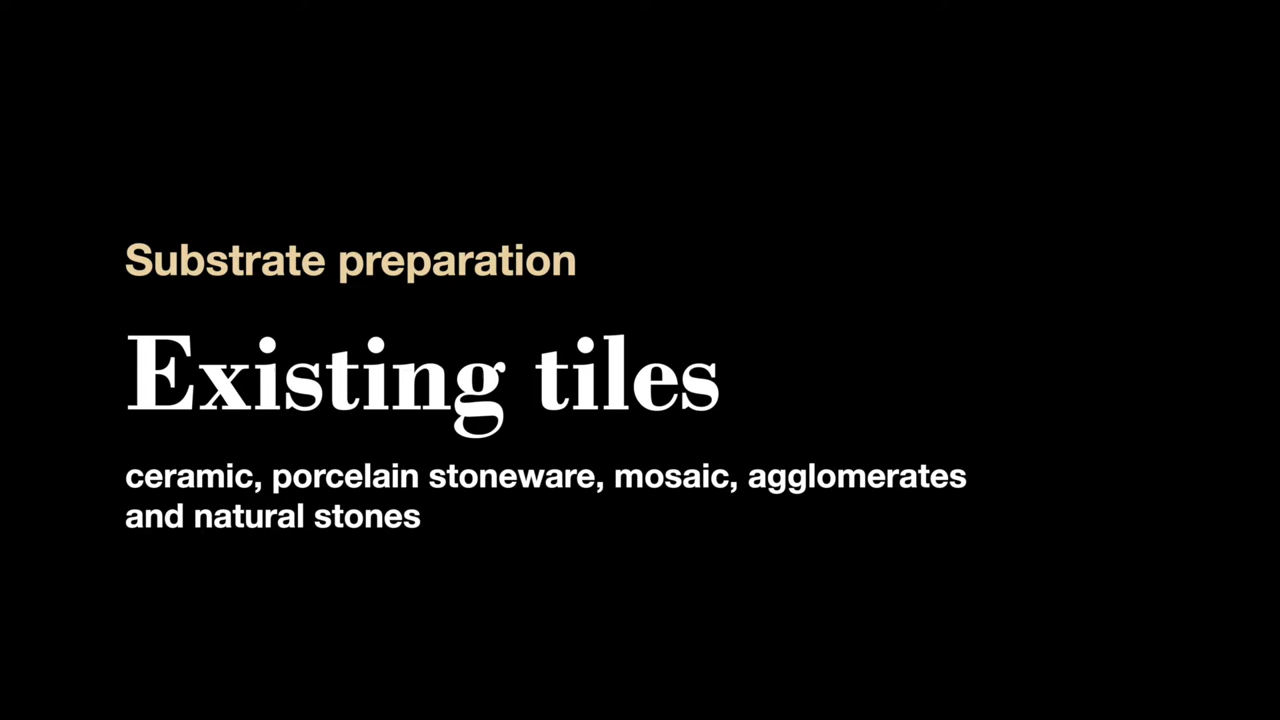 Substrate preparation
Existing tiles
ceramic, porcelain stoneware, mosaic, agglomerates
and natural stones